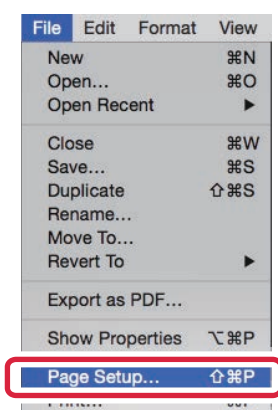 File Edit Format View
New ⌘N
Open... ⌘O
Open Recent ▶
Close ⌘W
Save... ⌘S
Duplicate ⇧⌘S
Rename...
Move To...
Revert To ▶
Export as PDF...
Show Properties ⌥⌘P
Page Setup... ⇧⌘P